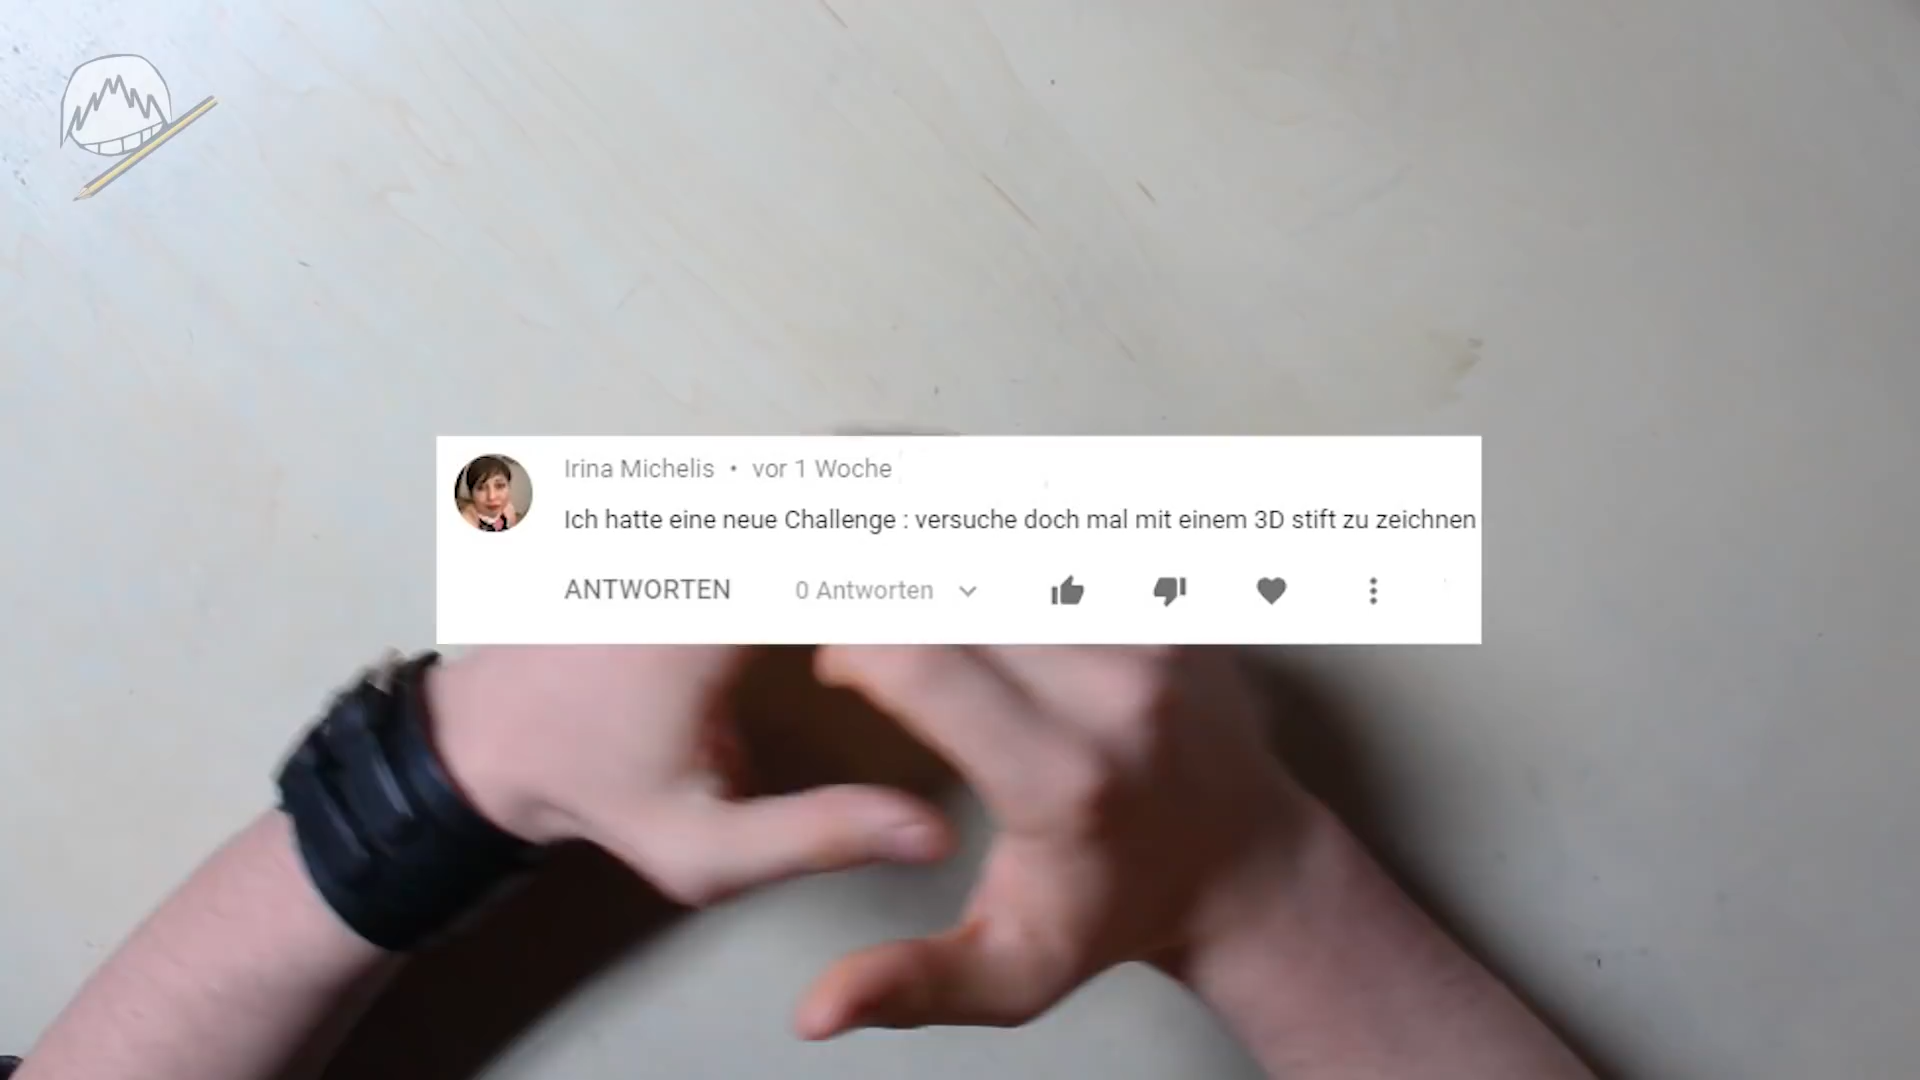 Irina Michelis • vor 1 Woche
Ich hatte eine neue Challenge : versuche doch mal mit einem 3D stift zu zeichnen
ANTWORTEN 0 Antworten